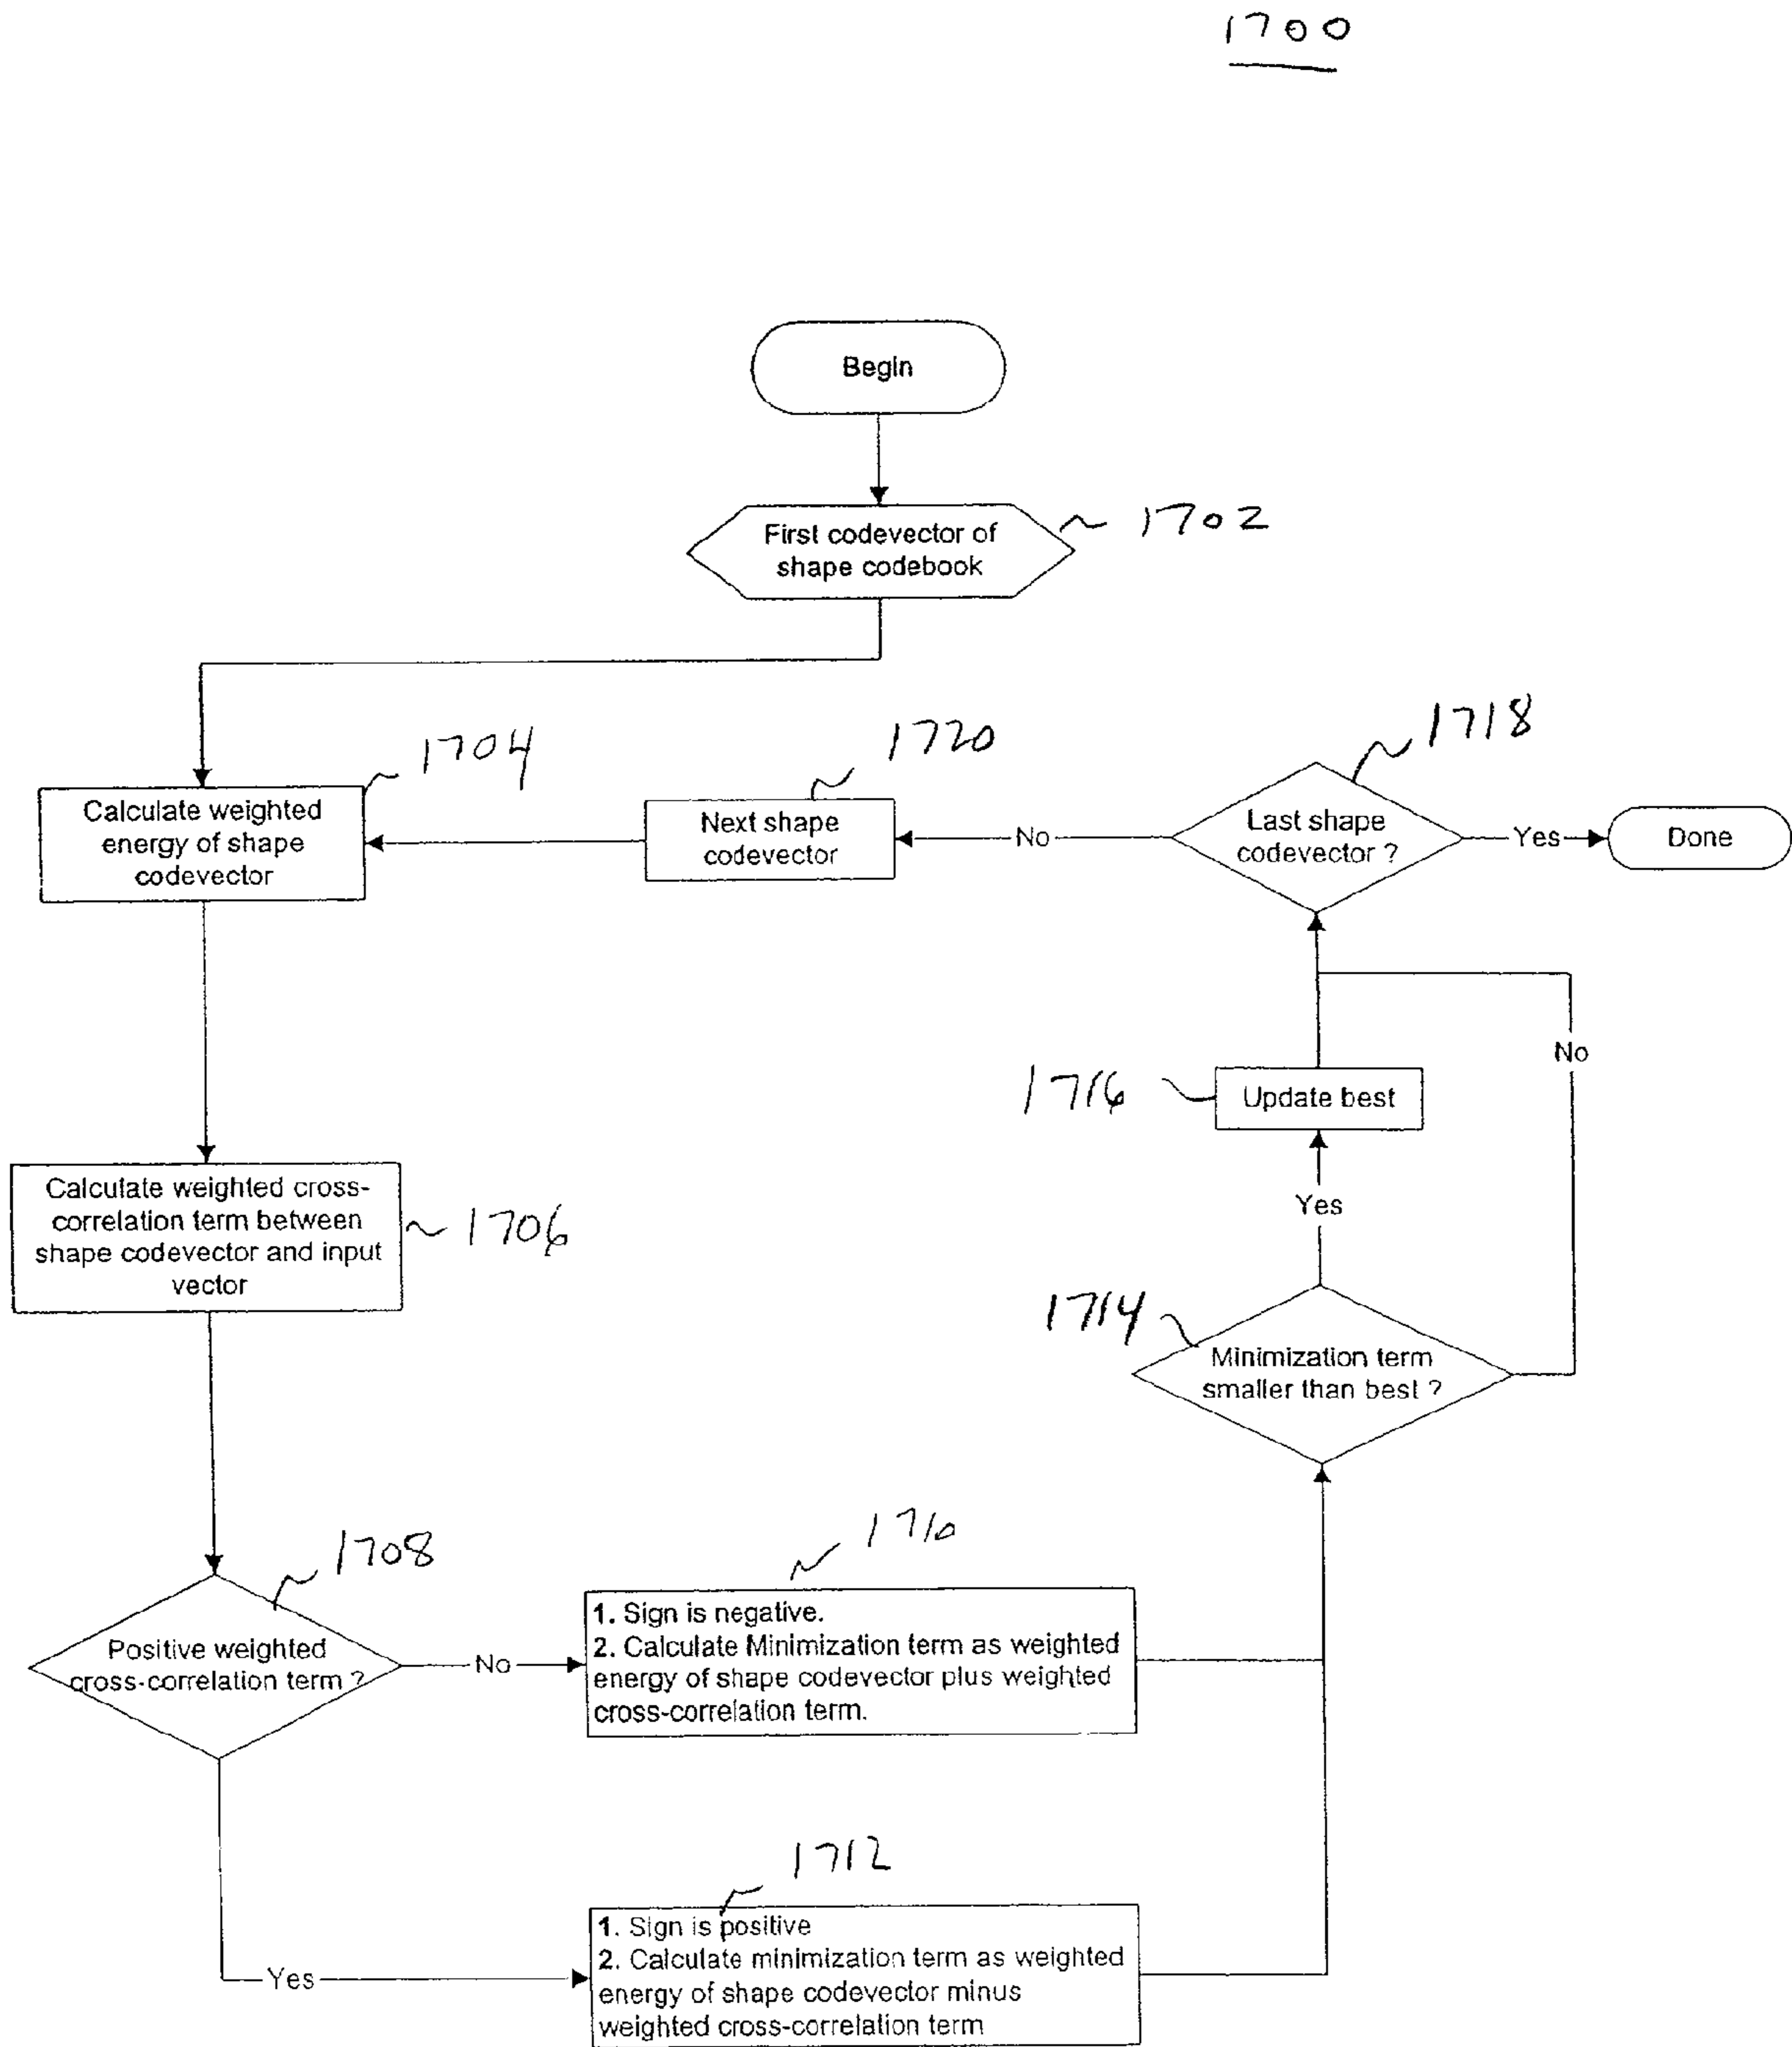 1700
Begin
First codevector of
shape codebook
1702
1704
Calculate weighted
energy of shape
codevector
1720
Next shape
codevector
No
1718
Last shape
codevector ?
Yes
Done
No
1716
Update best
Yes
Calculate weighted cross-
correlation term between
shape codevector and input
vector
1706
1714
Minimization term
smaller than best ?
1708
Positive weighted
cross-correlation term ?
No
1710
1. Sign is negative.
2. Calculate Minimization term as weighted
energy of shape codevector plus weighted
cross-correlation term.
Yes
1712
1. Sign is positive
2. Calculate minimization term as weighted
energy of shape codevector minus
weighted cross-correlation term